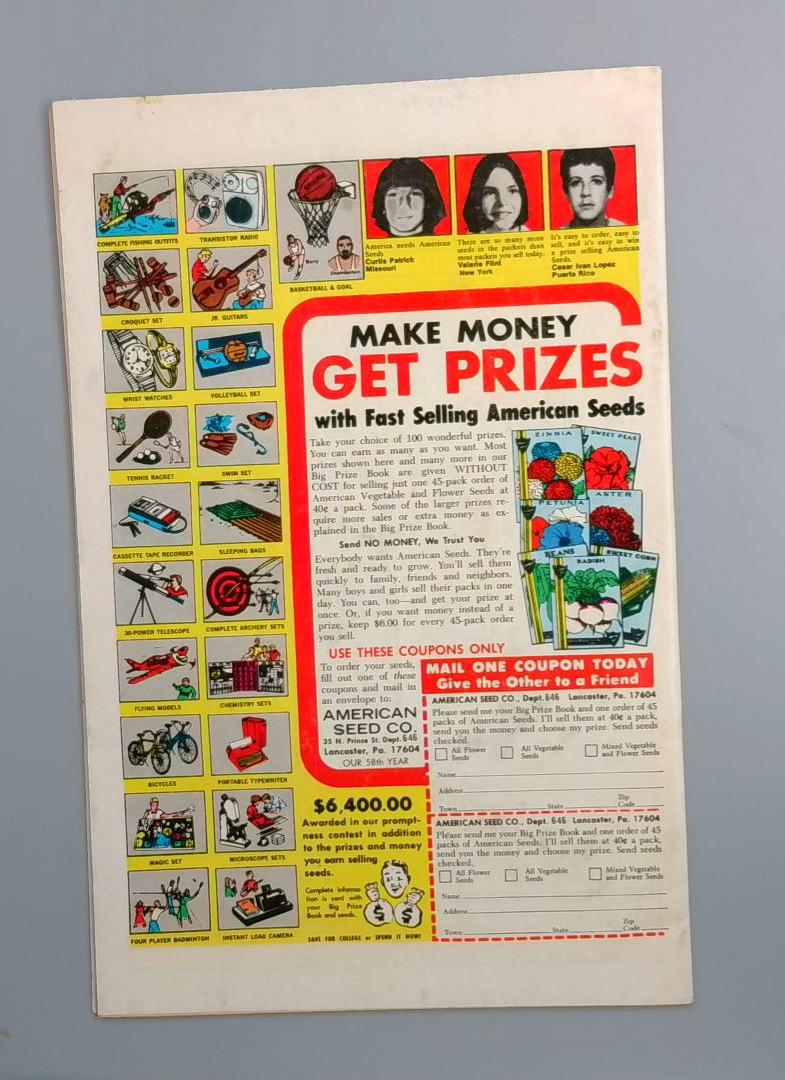 COMPLETE FISHING OUTFITS
TRANSISTOR RADIO
Barry
Chamberlain
BASKETBALL & GOAL
America needs American
Seeds
Curtis Patrick
Missouri
There are so many more
seeds in the packets than
most packets you sell today.
Valerie Flint
New York
It's easy to order, easy to
sell, and it's easy to win
a prize selling American
Seeds.
Cesar Ivan Lopez
Puerto Rico
CROQUET SET
JR. GUITARS
WRIST WATCHES
VOLLEYBALL SET
TENNIS RACKET
SWIM SET
CASSETTE TAPE RECORDER
SLEEPING BAGS
30-POWER TELESCOPE
COMPLETE ARCHERY SETS
FLYING MODELS
CHEMISTRY SETS
BICYCLES
PORTABLE TYPEWRITER
MAGIC SET
MICROSCOPE SETS
FOUR PLAYER BADMINTON
INSTANT LOAD CAMERA
MAKE MONEY
GET PRIZES
with Fast Selling American Seeds
Take your choice of 100 wonderful prizes.
You can earn as many as you want. Most
prizes shown here and many more in our
Big Prize Book are given WITHOUT
COST for selling just one 45-pack order of
American Vegetable and Flower Seeds at
40¢ a pack. Some of the larger prizes re-
quire more sales or extra money as ex-
plained in the Big Prize Book.
Send NO MONEY, We Trust You
Everybody wants American Seeds. They're
fresh and ready to grow. You'll sell them
quickly to family, friends and neighbors.
Many boys and girls sell their packs in one
day. You can, too—and get your prize at
once. Or, if you want money instead of a
prize, keep $6.00 for every 45-pack order
you sell.
ZINNIA
SWEET PEAS
PETUNIA
ASTER
BEANS
RADISH
SWEET CORN
USE THESE COUPONS ONLY
To order your seeds,
fill out one of these
coupons and mail in
an envelope to:
AMERICAN
SEED CO.
35 N. Prince St. Dept. 646
Lancaster, Pa. 17604
OUR 58th YEAR
$6,400.00
Awarded in our prompt-
ness contest in addition
to the prizes and money
you earn selling
seeds.
Complete informa-
tion is sent with
your Big Prize
Book and seeds.
$ $
SAVE FOR COLLEGE or SPEND IT NOW!
MAIL ONE COUPON TODAY
Give the Other to a Friend
AMERICAN SEED CO., Dept. 646 Lancaster, Pa. 17604
Please send me your Big Prize Book and one order of 45
packs of American Seeds. I'll sell them at 40¢ a pack,
send you the money and choose my prize. Send seeds
checked.
All Flower
Seeds
All Vegetable
Seeds
Mixed Vegetable
and Flower Seeds
Name
Address
Town State Zip
Code
AMERICAN SEED CO., Dept. 646 Lancaster, Pa. 17604
Please send me your Big Prize Book and one order of 45
packs of American Seeds. I'll sell them at 40¢ a pack,
send you the money and choose my prize. Send seeds
checked.
All Flower
Seeds
All Vegetable
Seeds
Mixed Vegetable
and Flower Seeds
Name
Address
Town State Zip
Code